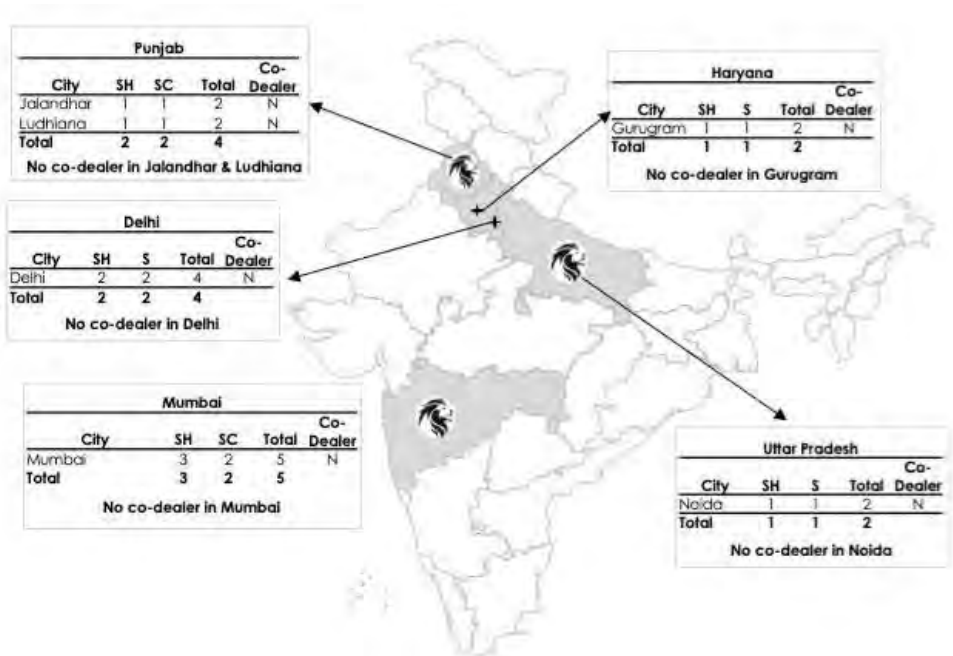 Punjab
City SH SC Total Co-Dealer
Jalandhar 1 1 2 N
Ludhiana 1 1 2 N
Total 2 2 4
No co-dealer in Jalandhar & Ludhiana
Haryana
City SH S Total Co-Dealer
Gurugram 1 1 2 N
Total 1 1 2
No co-dealer in Gurugram
Delhi
City SH S Total Co-Dealer
Delhi 2 2 4 N
Total 2 2 4
No co-dealer in Delhi
Mumbai
City SH SC Total Co-Dealer
Mumbai 3 2 5 N
Total 3 2 5
No co-dealer in Mumbai
Uttar Pradesh
City SH S Total Co-Dealer
Noida 1 1 2 N
Total 1 1 2
No co-dealer in Noida